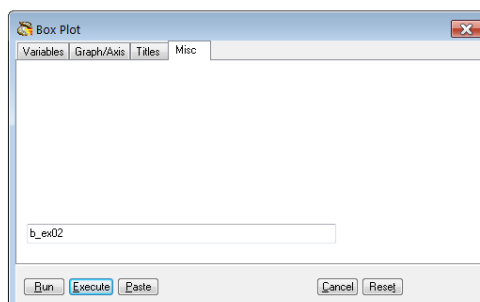 Box Plot
Variables Graph/Axis Titles Misc
b_ex02
Run Execute Paste Cancel Reset